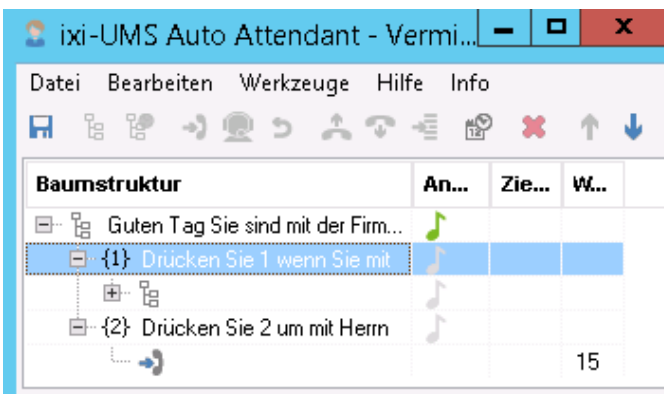 ixi-UMS Auto Attendant - Vermi...
Datei Bearbeiten Werkzeuge Hilfe Info
12
Baumstruktur An... Zie... W...
Guten Tag Sie sind mit der Firm...
{1} Drücken Sie 1 wenn Sie mit
{2} Drücken Sie 2 um mit Herrn
15